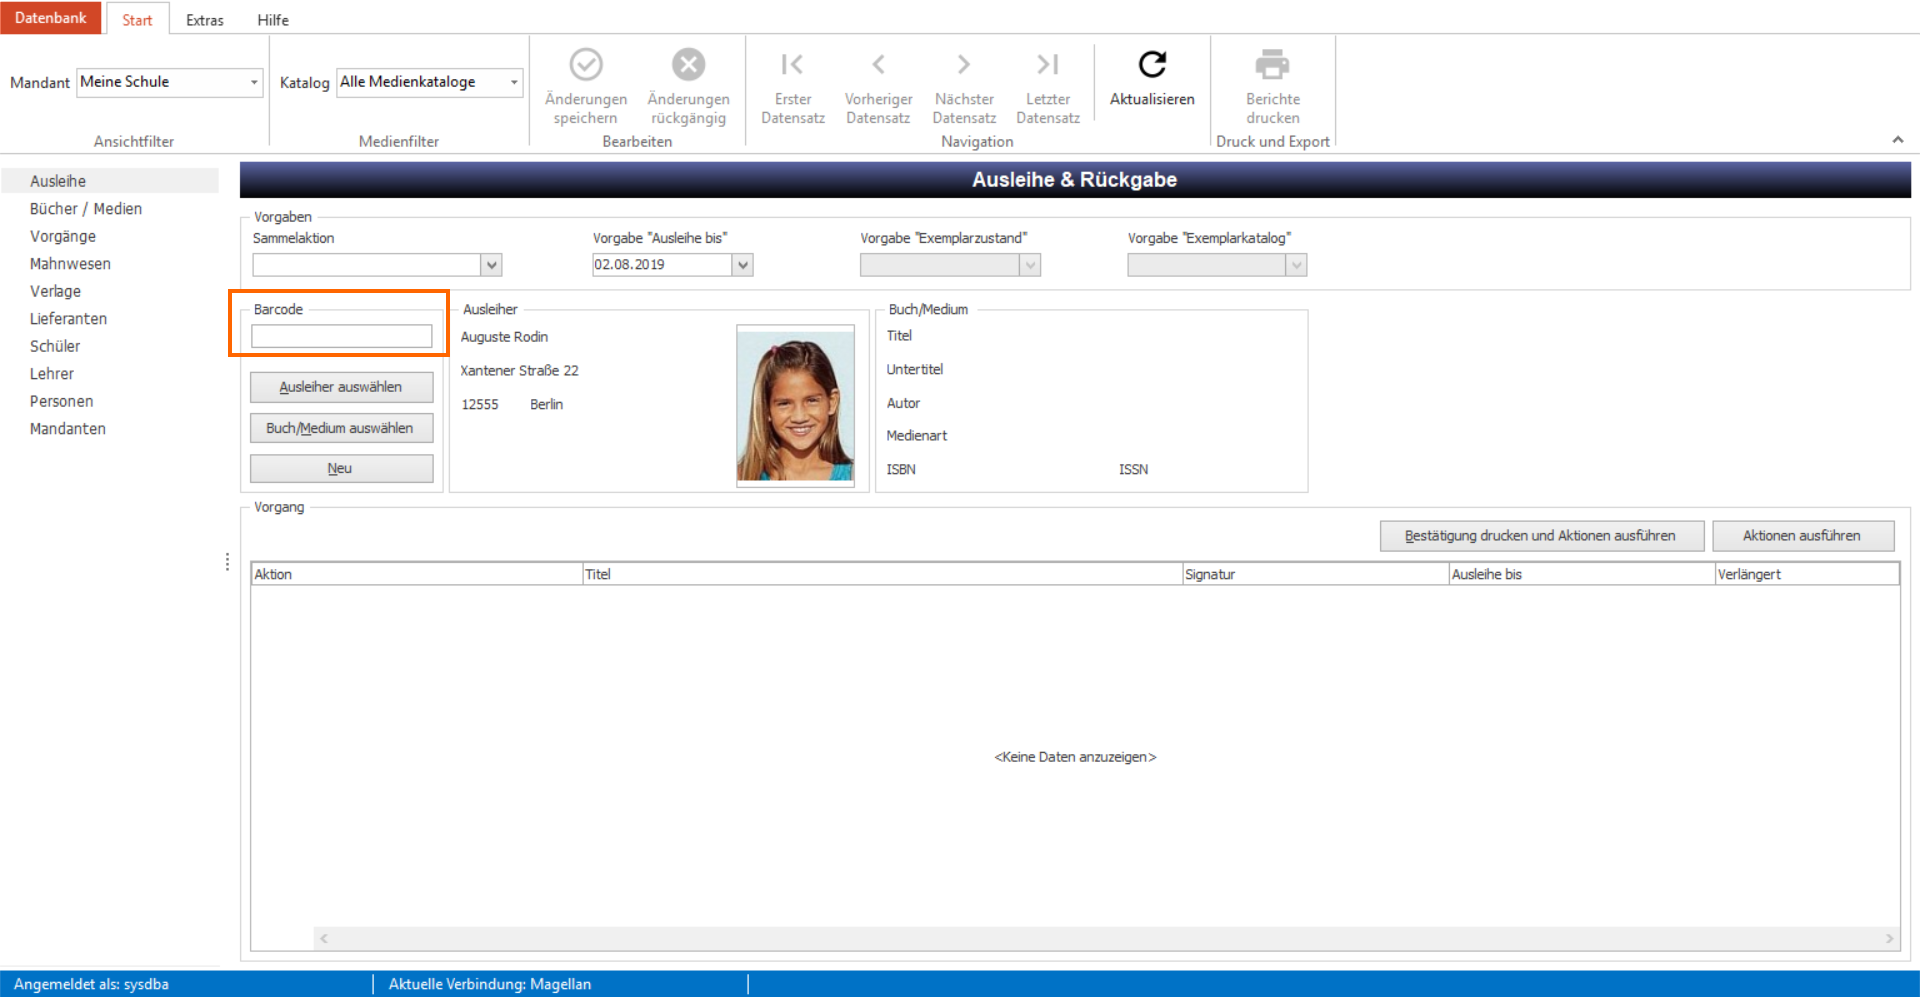 Datenbank
Start
Extras
Hilfe
Mandant
Meine Schule
Katalog
Alle Medienkataloge
Änderungen
speichern
Änderungen
rückgängig
Erster
Datensatz
Vorheriger
Datensatz
Nächster
Datensatz
Letzter
Datensatz
Aktualisieren
Berichte
drucken
Ansichtfilter
Medienfilter
Bearbeiten
Navigation
Druck und Export
Ausleihe
Bücher / Medien
Vorgänge
Mahnwesen
Verlage
Lieferanten
Schüler
Lehrer
Personen
Mandanten
Ausleihe & Rückgabe
Vorgaben
Sammelaktion
Vorgabe "Ausleihe bis"
Vorgabe "Exemplarzustand"
Vorgabe "Exemplarkatalog"
02.08.2019
Barcode
Ausleiher auswählen
Buch/Medium auswählen
Neu
Ausleiher
Auguste Rodin
Xantener Straße 22
12555 Berlin
Buch/Medium
Titel
Untertitel
Autor
Medienart
ISBN
ISSN
Vorgang
Bestätigung drucken und Aktionen ausführen
Aktionen ausführen
Aktion
Titel
Signatur
Ausleihe bis
Verlängert
<Keine Daten anzuzeigen>
Angemeldet als: sysdba
Aktuelle Verbindung: Magellan